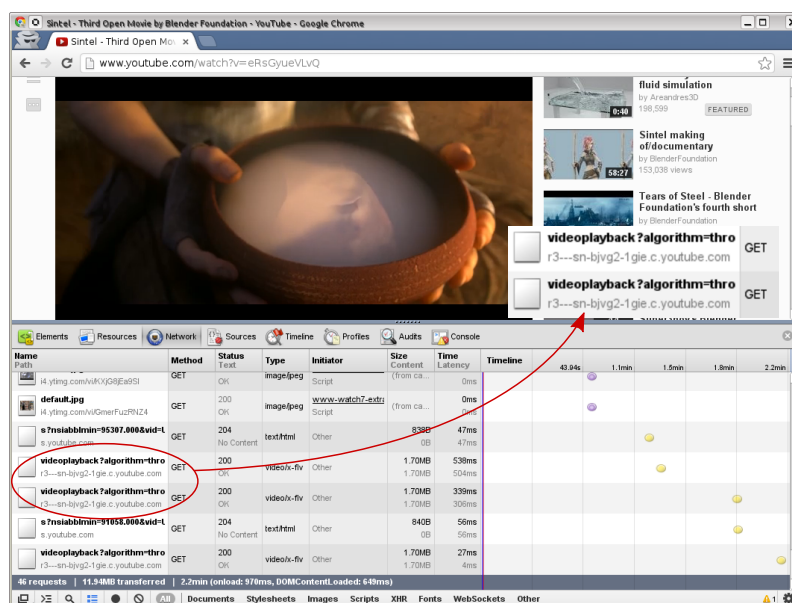 Sintel - Third Open Movie by Blender Foundation - YouTube - Google Chrome
Sintel - Third Open Mo
www.youtube.com/watch?v=eRsGyueVLvQ
fluid simulation
by Areandres3D
198,599
FEATURED
0:40
Sintel making
of/documentary
by BlenderFoundation
153,038 views
58:27
Tears of Steel - Blender
Foundation's fourth short
by BlenderFoundation
videoplayback?algorithm=thro
GET
r3---sn-bjvg2-1gie.c.youtube.com
videoplayback?algorithm=thro
GET
r3---sn-bjvg2-1gie.c.youtube.com
Elements Resources Network Sources Timeline Profiles Audits Console
Name Method Status Type Initiator Size Time Timeline
Path Text Content Latency 43.94s 1.1min 1.5min 1.8min 2.2min
GET image/jpeg (from ca...
i4.ytimg.com/vi/KXjG8jEa9SI OK Script 0ms
default.jpg GET 200 image/jpeg www-watch7-extra (from ca... 0ms
i4.ytimg.com/vi/GmerFuzRNZ4 OK Script 0ms
s?nsiabblmin=95307.000&vid=L GET 204 text/html Other 838B 47ms
s.youtube.com No Content 0B 47ms
videoplayback?algorithm=thro GET 200 video/x-flv Other 1.70MB 538ms
r3---sn-bjvg2-1gie.c.youtube.com OK 1.70MB 504ms
videoplayback?algorithm=thro GET 200 video/x-flv Other 1.70MB 339ms
r3---sn-bjvg2-1gie.c.youtube.com OK 1.70MB 306ms
s?nsiabblmin=91058.000&vid=L GET 204 text/html Other 840B 56ms
s.youtube.com No Content 0B 56ms
videoplayback?algorithm=thro GET 200 video/x-flv Other 1.70MB 27ms
r3---sn-bjvg2-1gie.c.youtube.com OK 1.70MB 4ms
46 requests | 11.94MB transferred | 2.2min (onload: 970ms, DOMContentLoaded: 649ms)
All Documents Stylesheets Images Scripts XHR Fonts WebSockets Other 1